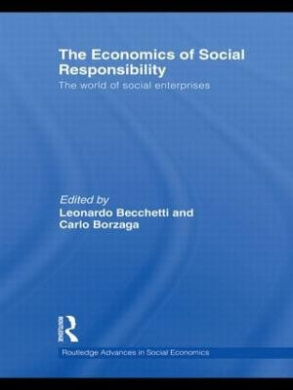 The Economics of Social
Responsibility
The world of social enterprises
Edited by
Leonardo Becchetti and
Carlo Borzaga
ROUTLEDGE
Routledge Advances in Social Economics